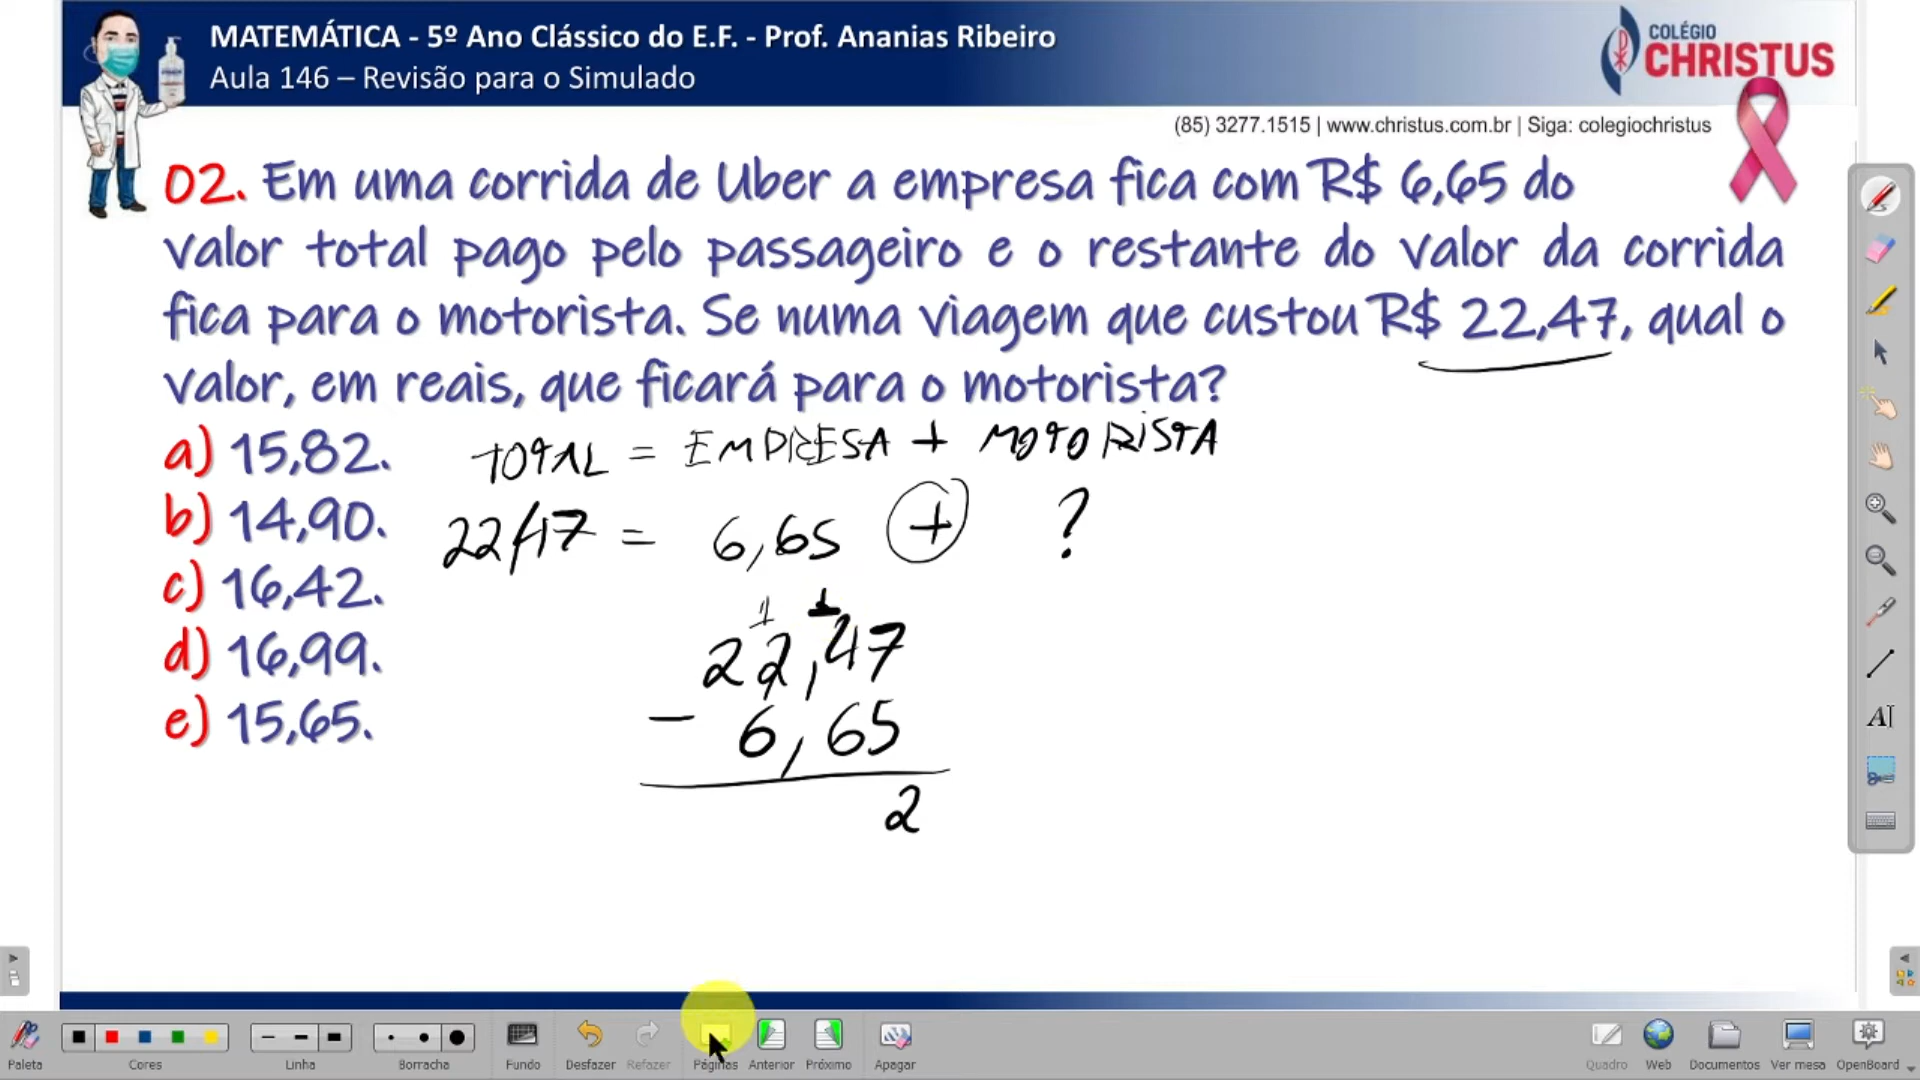 MATEMÁTICA - 5º Ano Clássico do E.F. - Prof. Ananias Ribeiro
Aula 146 – Revisão para o Simulado
COLÉGIO
CHRISTUS
(85) 3277.1515 | www.christus.com.br | Siga: colegiochristus
02. Em uma corrida de Uber a empresa fica com R$ 6,65 do
valor total pago pelo passageiro e o restante do valor da corrida
fica para o motorista. Se numa viagem que custou R$ 22,47, qual o
valor, em reais, que ficará para o motorista?
a) 15,82.
b) 14,90.
c) 16,42.
d) 16,99.
e) 15,65.
TOTAL = EMPRESA + MOTORISTA
22,47 = 6,65 + ?
1 1
22,47
- 6,65
2
Paleta Cores Linha Borracha Fundo Desfazer Refazer Páginas Anterior Próximo Apagar Quadro Web Documentos Ver mesa OpenBoard